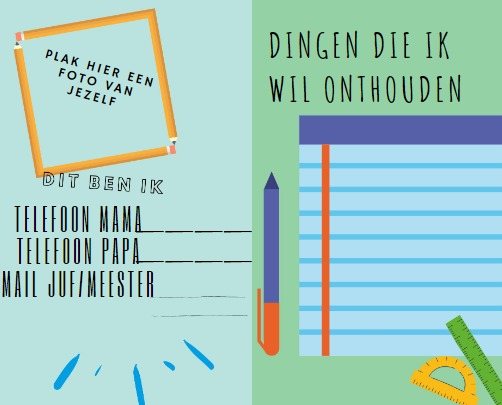 PLAK HIER EEN
FOTO VAN
JEZELF
DIT BEN IK
TELEFOON MAMA
TELEFOON PAPA
MAIL JUF/MEESTER
DINGEN DIE IK
WIL ONTHOUDEN